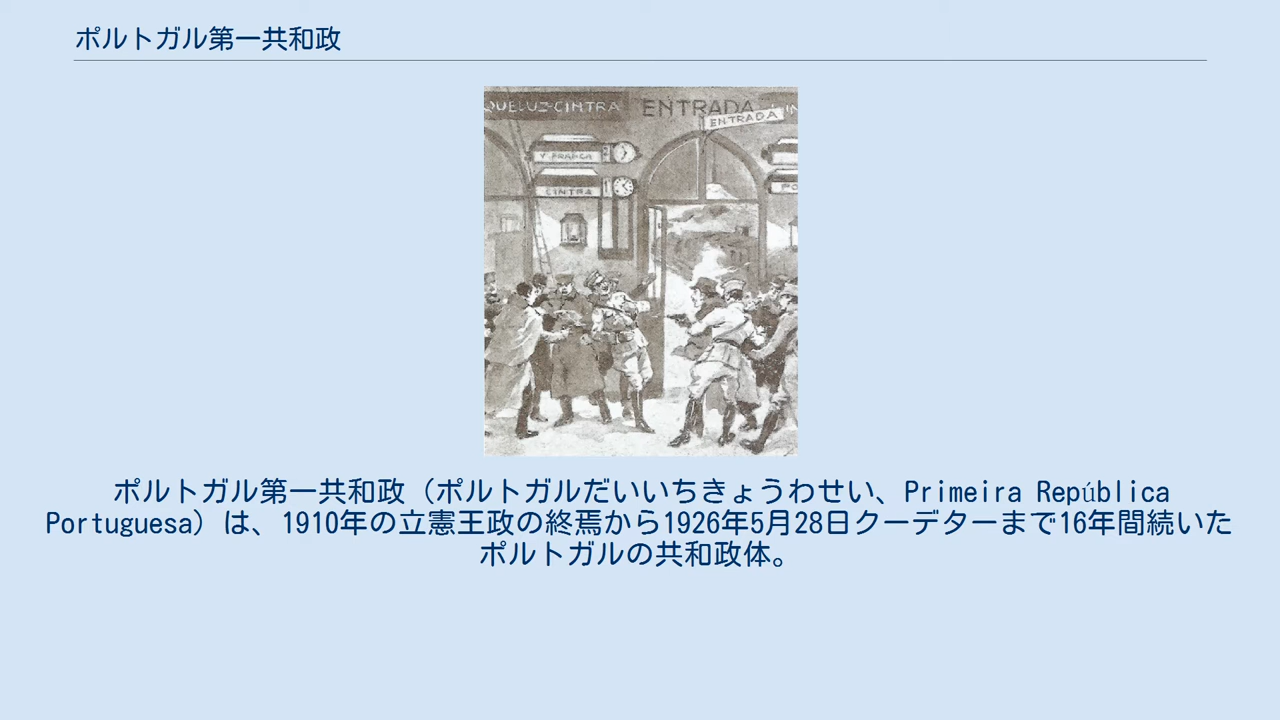 ポルトガル第一共和政
QUELUZ-CINTRA
ENTRADA
ENTRADA
CINTRA
ポルトガル第一共和政（ポルトガルだいいちきょうわせい、Primeira República
Portuguesa）は、1910年の立憲王政の終焉から1926年5月28日クーデターまで16年間続いた
ポルトガルの共和政体。